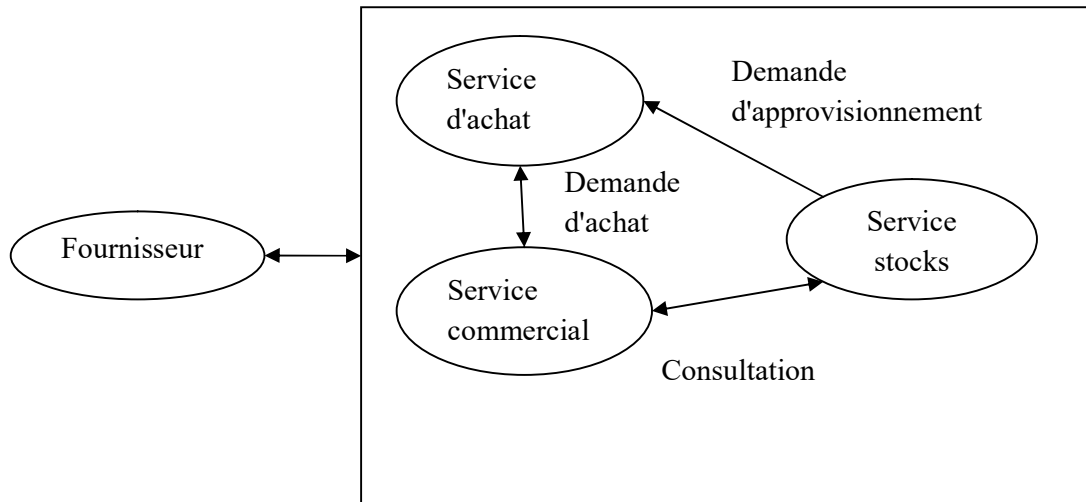 Service
d'achat
Demande
d'approvisionnement
Demande
d'achat
Fournisseur
Service
stocks
Service
commercial
Consultation